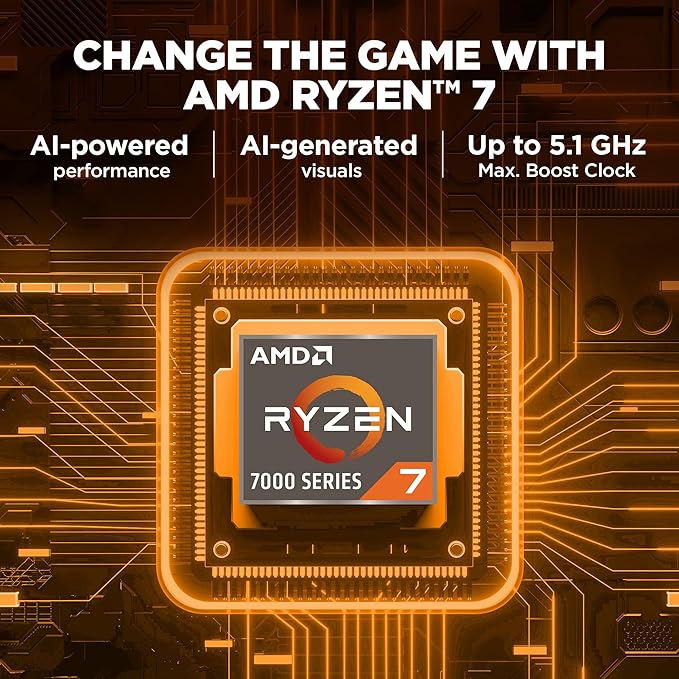 CHANGE THE GAME WITH
AMD RYZEN™ 7
AI-powered
performance
AI-generated
visuals
Up to 5.1 GHz
Max. Boost Clock
AMD
RYZEN
7000 SERIES 7